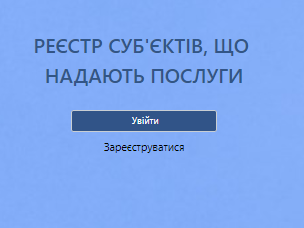 РЕЄСТР СУБ'ЄКТІВ, ЩО
НАДАЮТЬ ПОСЛУГИ
Увійти
Зареєструватися